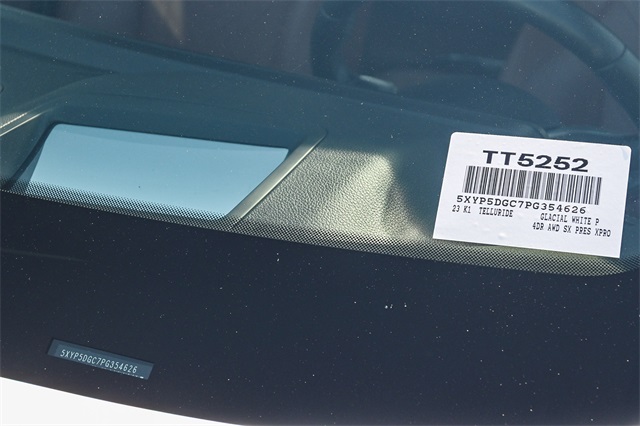 TT5252
5XYP5DGC7PG354626
23 K1 TELLURIDE GLACIAL WHITE P
4DR AWD SX PRES XPRO
5XYP5DGC7PG354626